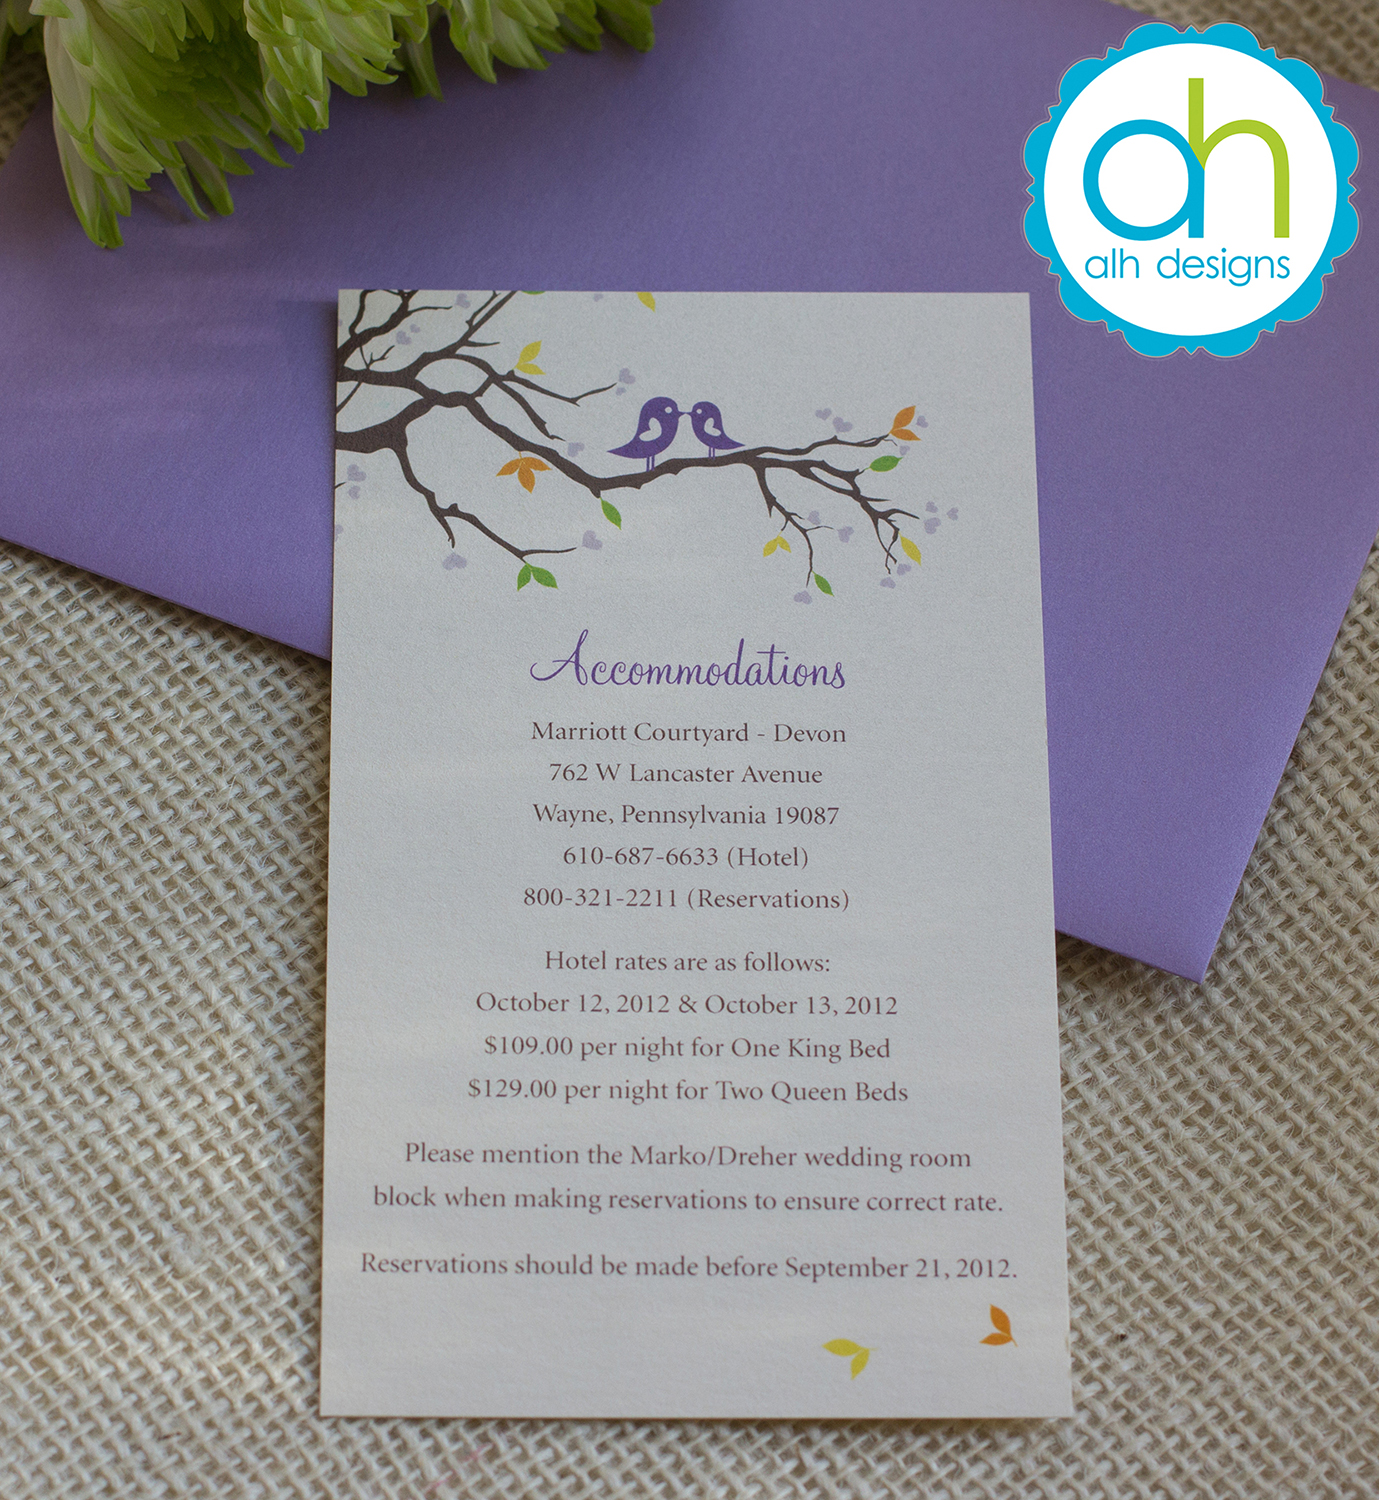 ah
alh designs
Accommodations
Marriott Courtyard - Devon
762 W Lancaster Avenue
Wayne, Pennsylvania 19087
610-687-6633 (Hotel)
800-321-2211 (Reservations)
Hotel rates are as follows:
October 12, 2012 & October 13, 2012
$109.00 per night for One King Bed
$129.00 per night for Two Queen Beds
Please mention the Marko/Dreher wedding room
block when making reservations to ensure correct rate.
Reservations should be made before September 21, 2012.